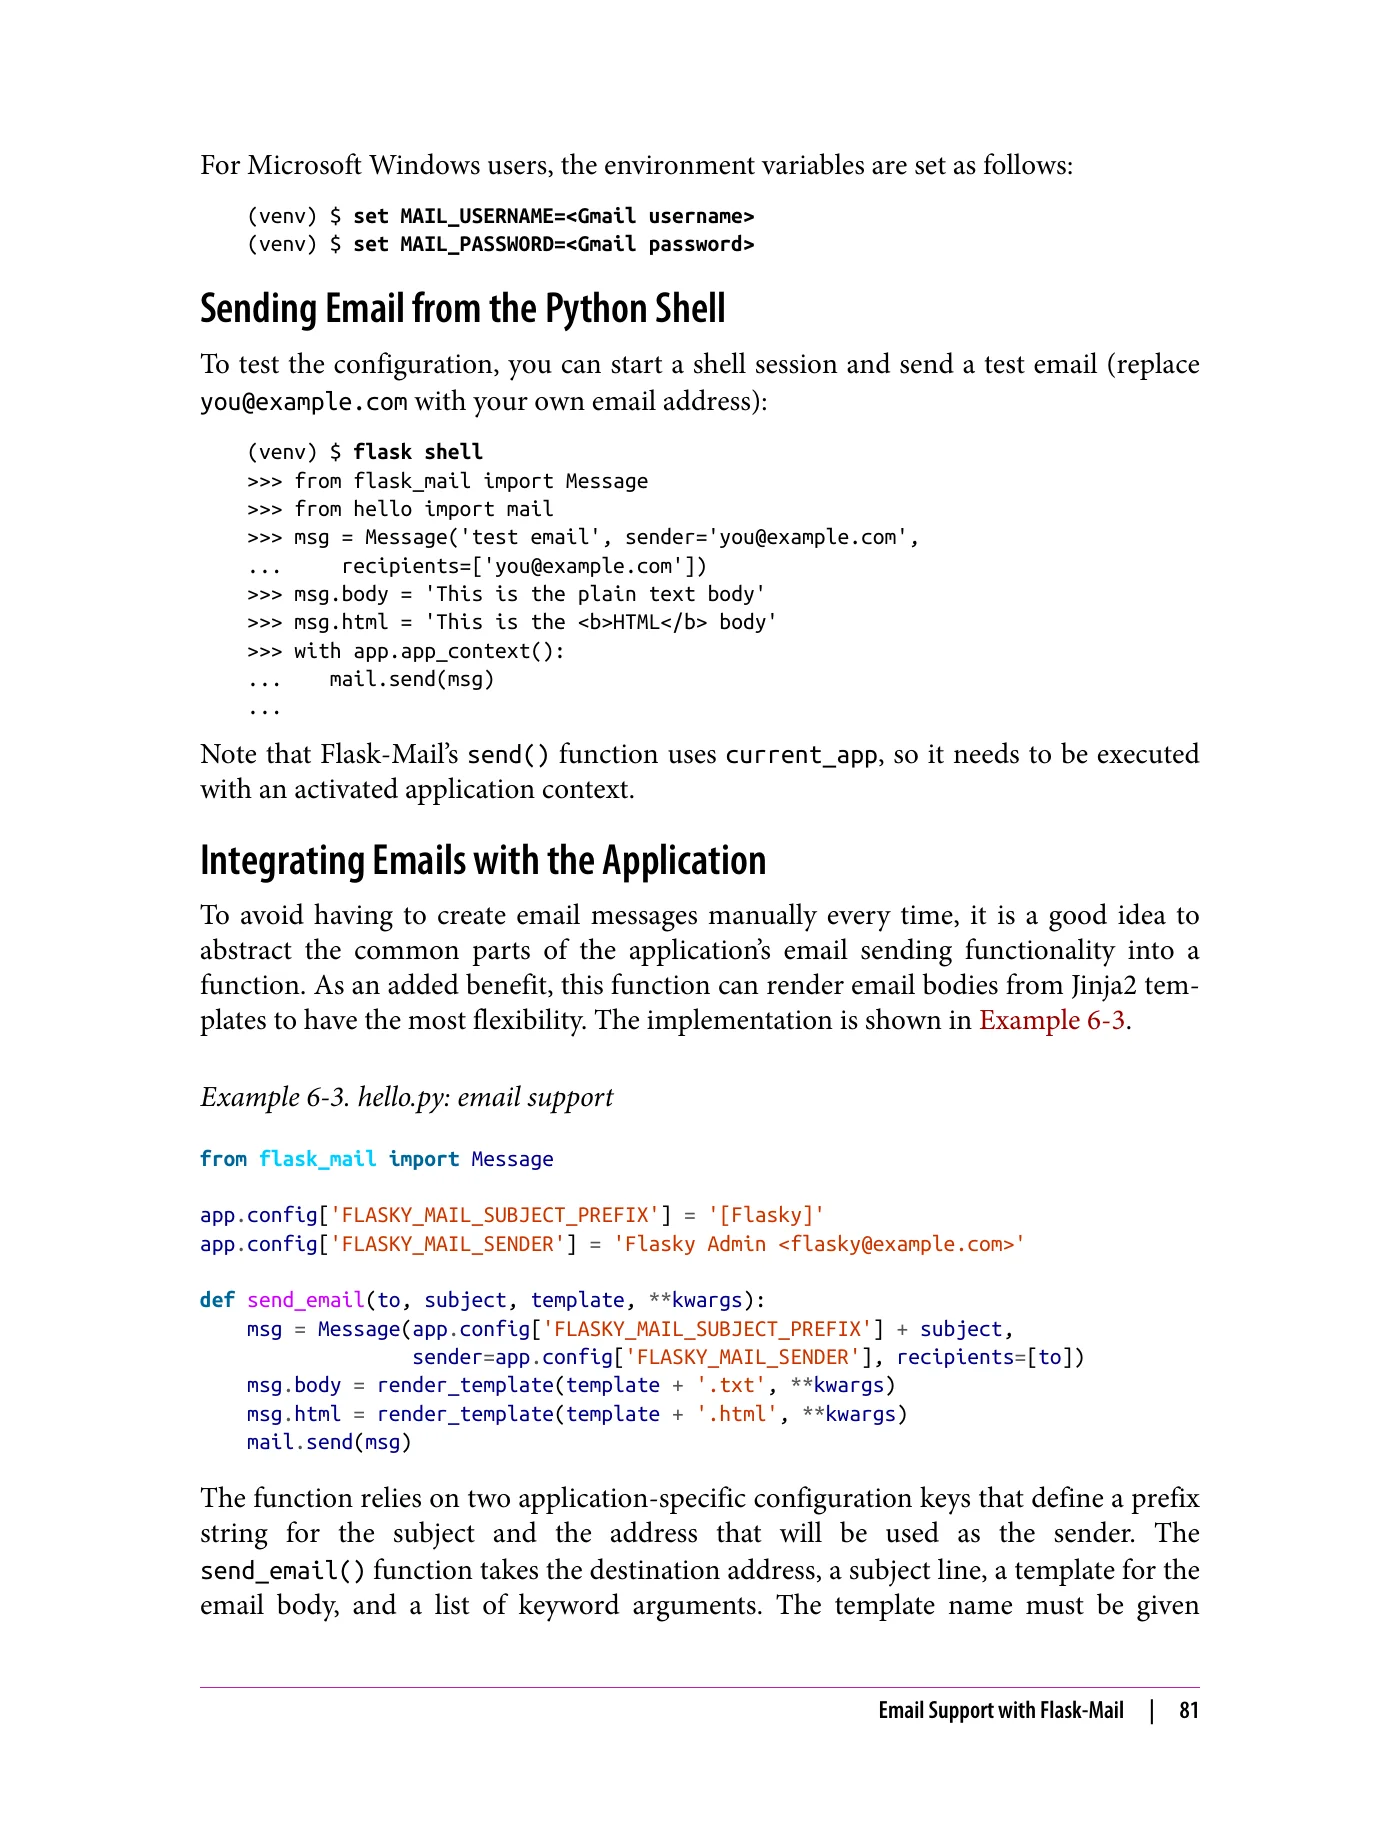 For Microsoft Windows users, the environment variables are set as follows:
(venv) $ set MAIL_USERNAME=<Gmail username>
(venv) $ set MAIL_PASSWORD=<Gmail password>
Sending Email from the Python Shell
To test the configuration, you can start a shell session and send a test email (replace
you@example.com with your own email address):
(venv) $ flask shell
>>> from flask_mail import Message
>>> from hello import mail
>>> msg = Message('test email', sender='you@example.com',
...     recipients=['you@example.com'])
>>> msg.body = 'This is the plain text body'
>>> msg.html = 'This is the <b>HTML</b> body'
>>> with app.app_context():
...    mail.send(msg)
...
Note that Flask-Mail’s send() function uses current_app, so it needs to be executed
with an activated application context.
Integrating Emails with the Application
To avoid having to create email messages manually every time, it is a good idea to
abstract the common parts of the application’s email sending functionality into a
function. As an added benefit, this function can render email bodies from Jinja2 tem-
plates to have the most flexibility. The implementation is shown in Example 6-3.
Example 6-3. hello.py: email support
from flask_mail import Message
app.config['FLASKY_MAIL_SUBJECT_PREFIX'] = '[Flasky]'
app.config['FLASKY_MAIL_SENDER'] = 'Flasky Admin <flasky@example.com>'
def send_email(to, subject, template, **kwargs):
    msg = Message(app.config['FLASKY_MAIL_SUBJECT_PREFIX'] + subject,
                  sender=app.config['FLASKY_MAIL_SENDER'], recipients=[to])
    msg.body = render_template(template + '.txt', **kwargs)
    msg.html = render_template(template + '.html', **kwargs)
    mail.send(msg)
The function relies on two application-specific configuration keys that define a prefix
string for the subject and the address that will be used as the sender. The
send_email() function takes the destination address, a subject line, a template for the
email body, and a list of keyword arguments. The template name must be given
Email Support with Flask-Mail | 81